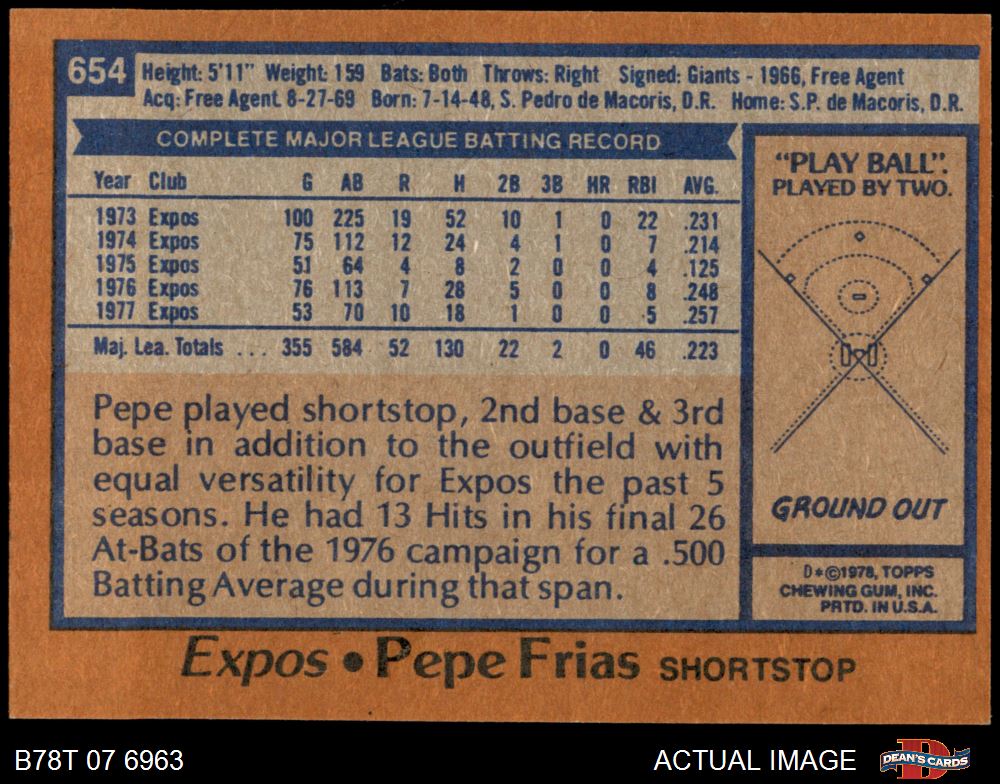 654
Height: 5'11" Weight: 159 Bats: Both Throws: Right Signed: Giants - 1966, Free Agent
Acq: Free Agent 8-27-69 Born: 7-14-48, S. Pedro de Macoris, D.R. Home: S.P. de Macoris, D.R.
COMPLETE MAJOR LEAGUE BATTING RECORD
Year Club G AB R H 2B 3B HR RBI AVG.
1973 Expos 100 225 19 52 10 1 0 22 .231
1974 Expos 75 112 12 24 4 1 0 7 .214
1975 Expos 51 64 4 8 2 0 0 4 .125
1976 Expos 76 113 7 28 5 0 0 8 .248
1977 Expos 53 70 10 18 1 0 0 5 .257
Maj. Lea. Totals ... 355 584 52 130 22 2 0 46 .223
Pepe played shortstop, 2nd base & 3rd
base in addition to the outfield with
equal versatility for Expos the past 5
seasons. He had 13 Hits in his final 26
At-Bats of the 1976 campaign for a .500
Batting Average during that span.
"PLAY BALL".
PLAYED BY TWO.
GROUND OUT
D*©1978, TOPPS
CHEWING GUM, INC.
PRTD. IN U.S.A.
Expos • Pepe Frias SHORTSTOP
B78T 07 6963
ACTUAL IMAGE
DEAN'S CARDS